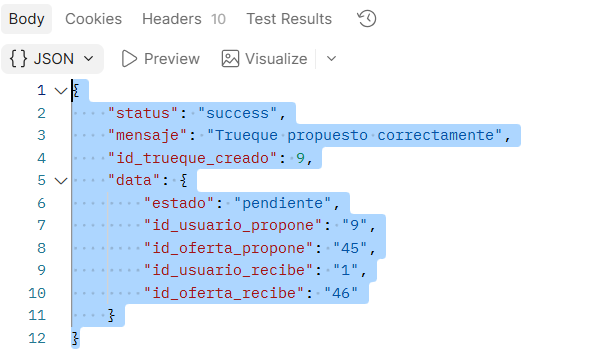 Body Cookies Headers 10 Test Results
{} JSON Preview Visualize
1 {
2 "status": "success",
3 "mensaje": "Trueque propuesto correctamente",
4 "id_trueque_creado": 9,
5 "data": {
6 "estado": "pendiente",
7 "id_usuario_propone": "9",
8 "id_oferta_propone": "45",
9 "id_usuario_recibe": "1",
10 "id_oferta_recibe": "46"
11 }
12 }